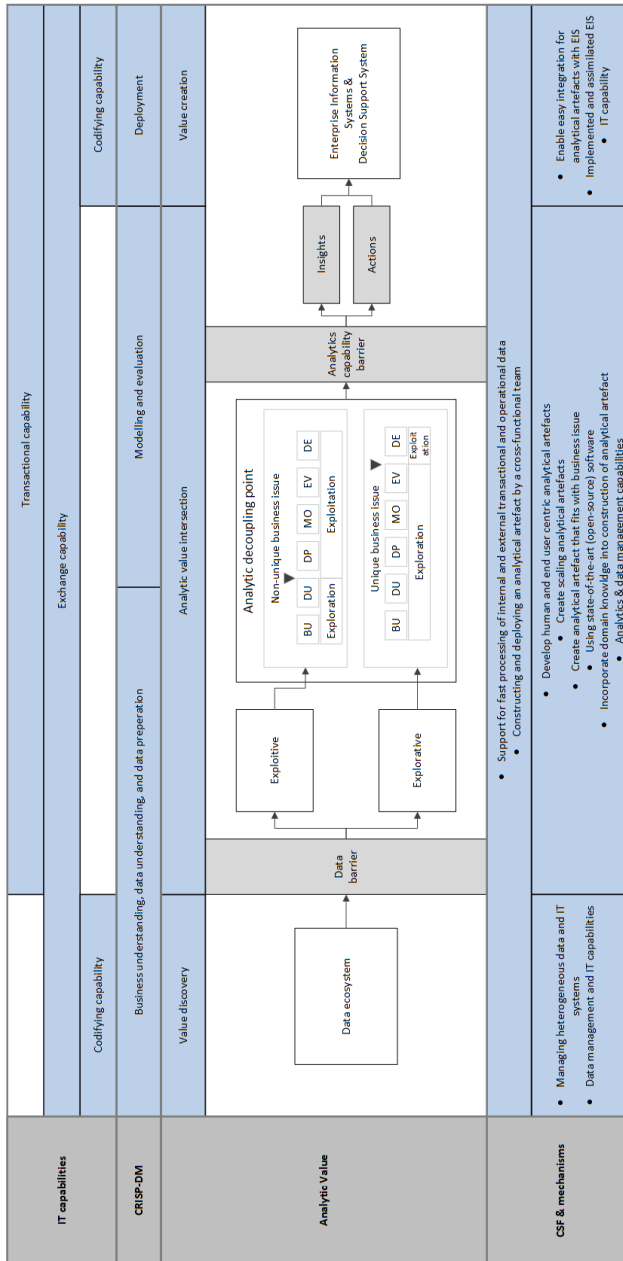 IT capabilities
Transactional capability
Exchange capability
Codifying capability
Codifying capability
CRISP-DM
Business understanding, data understanding, and data preperation
Modelling and evaluation
Deployment
Value discovery
Analytic value intersection
Value creation
Analytic Value
Data ecosystem
Data
barrier
Exploitive
Explorative
Analytic decoupling point
Non-unique business issue
BU
DU
DP
MO
EV
DE
Exploration
Exploitation
Unique business issue
BU
DU
DP
MO
EV
DE
Exploration
Exploit
ation
Analytics
capability
barrier
Insights
Actions
Enterprise Information
Systems &
Decision Support System
CSF & mechanisms
• Support for fast processing of internal and external transactional and operational data
• Constructing and deploying an analytical artefact by a cross-functional team
• Managing heterogeneous data and IT
systems
• Data management and IT capabilities
• Develop human and end user centric analytical artefacts
• Create scaling analytical artefacts
• Create analytical artefact that fits with business issue
• Using state-of-the-art (open-source) software
• Incorporate domain knowldge into construction of analytical artefact
• Analytics & data management capabilities
• Enable easy integration for
analytical artefacts with EIS
• Implemented and assimilated EIS
• IT capability